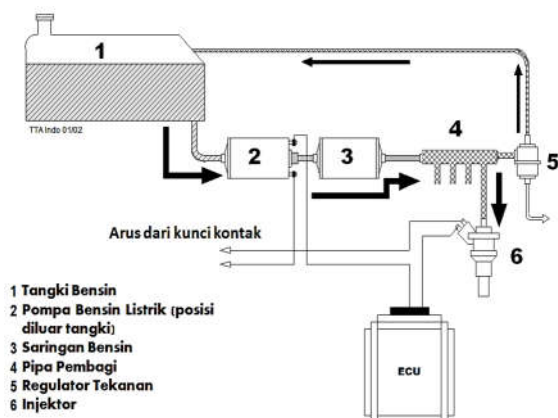 1
TTA Indo 01/02
2
3
4
5
6
Arus dari kunci kontak
ECU
1 Tangki Bensin
2 Pompa Bensin Listrik (posisi
diluar tangki)
3 Saringan Bensin
4 Pipa Pembagi
5 Regulator Tekanan
6 Injektor